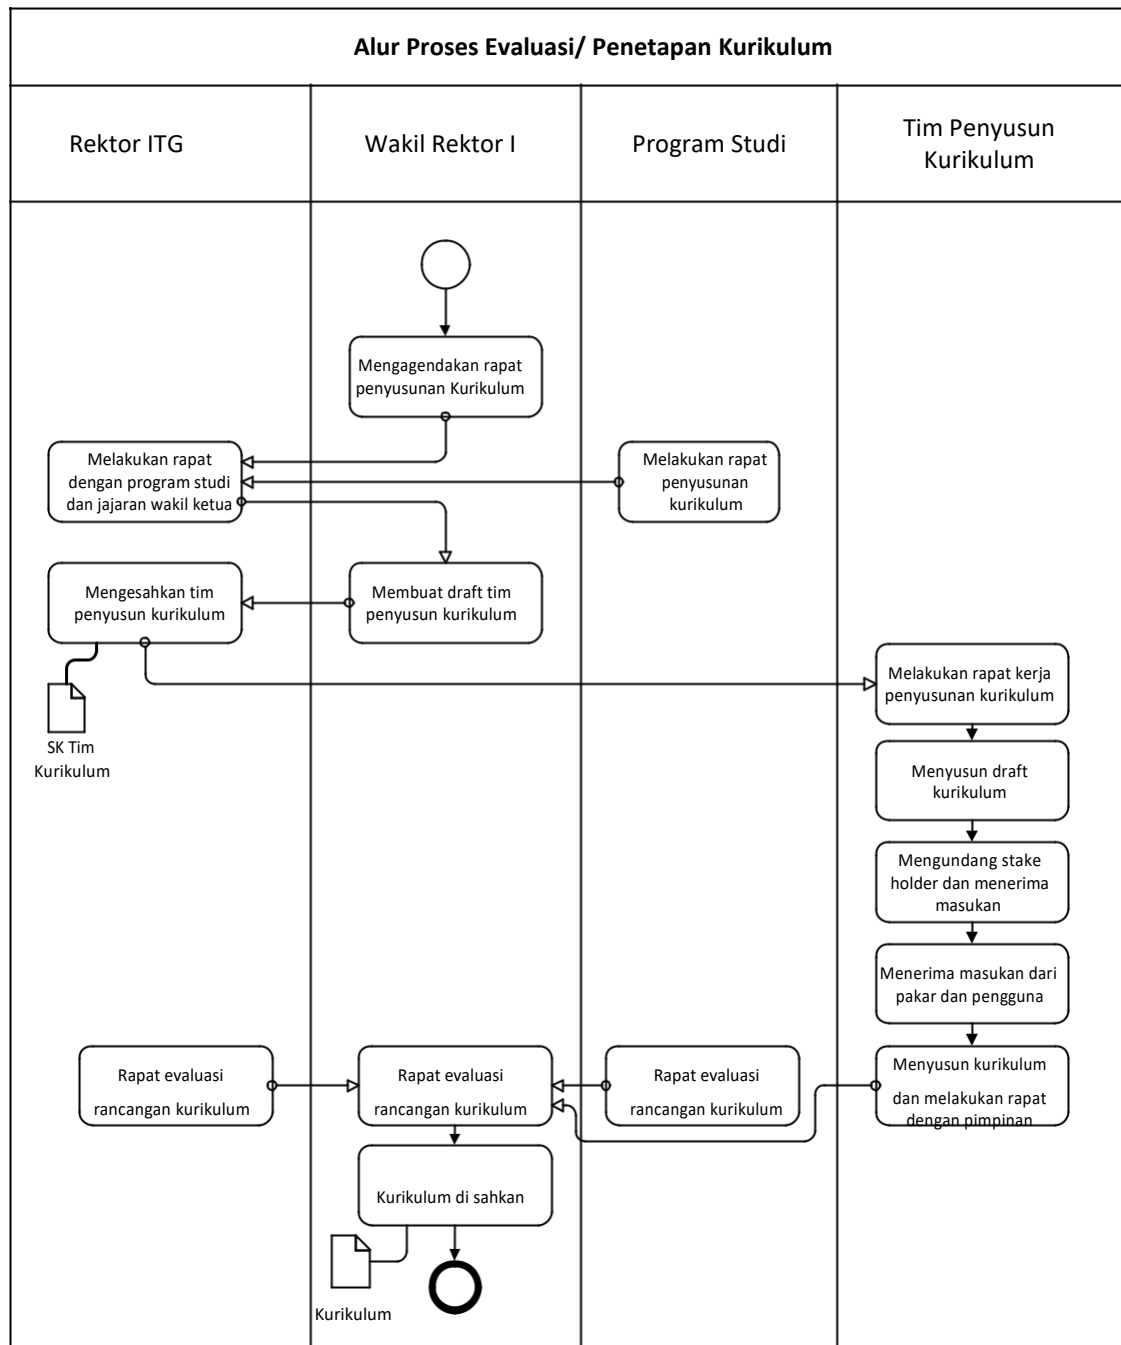 Alur Proses Evaluasi/ Penetapan Kurikulum
Rektor ITG
Wakil Rektor I
Program Studi
Tim Penyusun
Kurikulum
Mengagendakan rapat
penyusunan Kurikulum
Melakukan rapat
dengan program studi
dan jajaran wakil ketua
Melakukan rapat
penyusunan
kurikulum
Mengesahkan tim
penyusun kurikulum
Membuat draft tim
penyusun kurikulum
SK Tim
Kurikulum
Melakukan rapat kerja
penyusunan kurikulum
Menyusun draft
kurikulum
Mengundang stake
holder dan menerima
masukan
Menerima masukan dari
pakar dan pengguna
Rapat evaluasi
rancangan kurikulum
Rapat evaluasi
rancangan kurikulum
Rapat evaluasi
rancangan kurikulum
Menyusun kurikulum
dan melakukan rapat
dengan pimpinan
Kurikulum di sahkan
Kurikulum